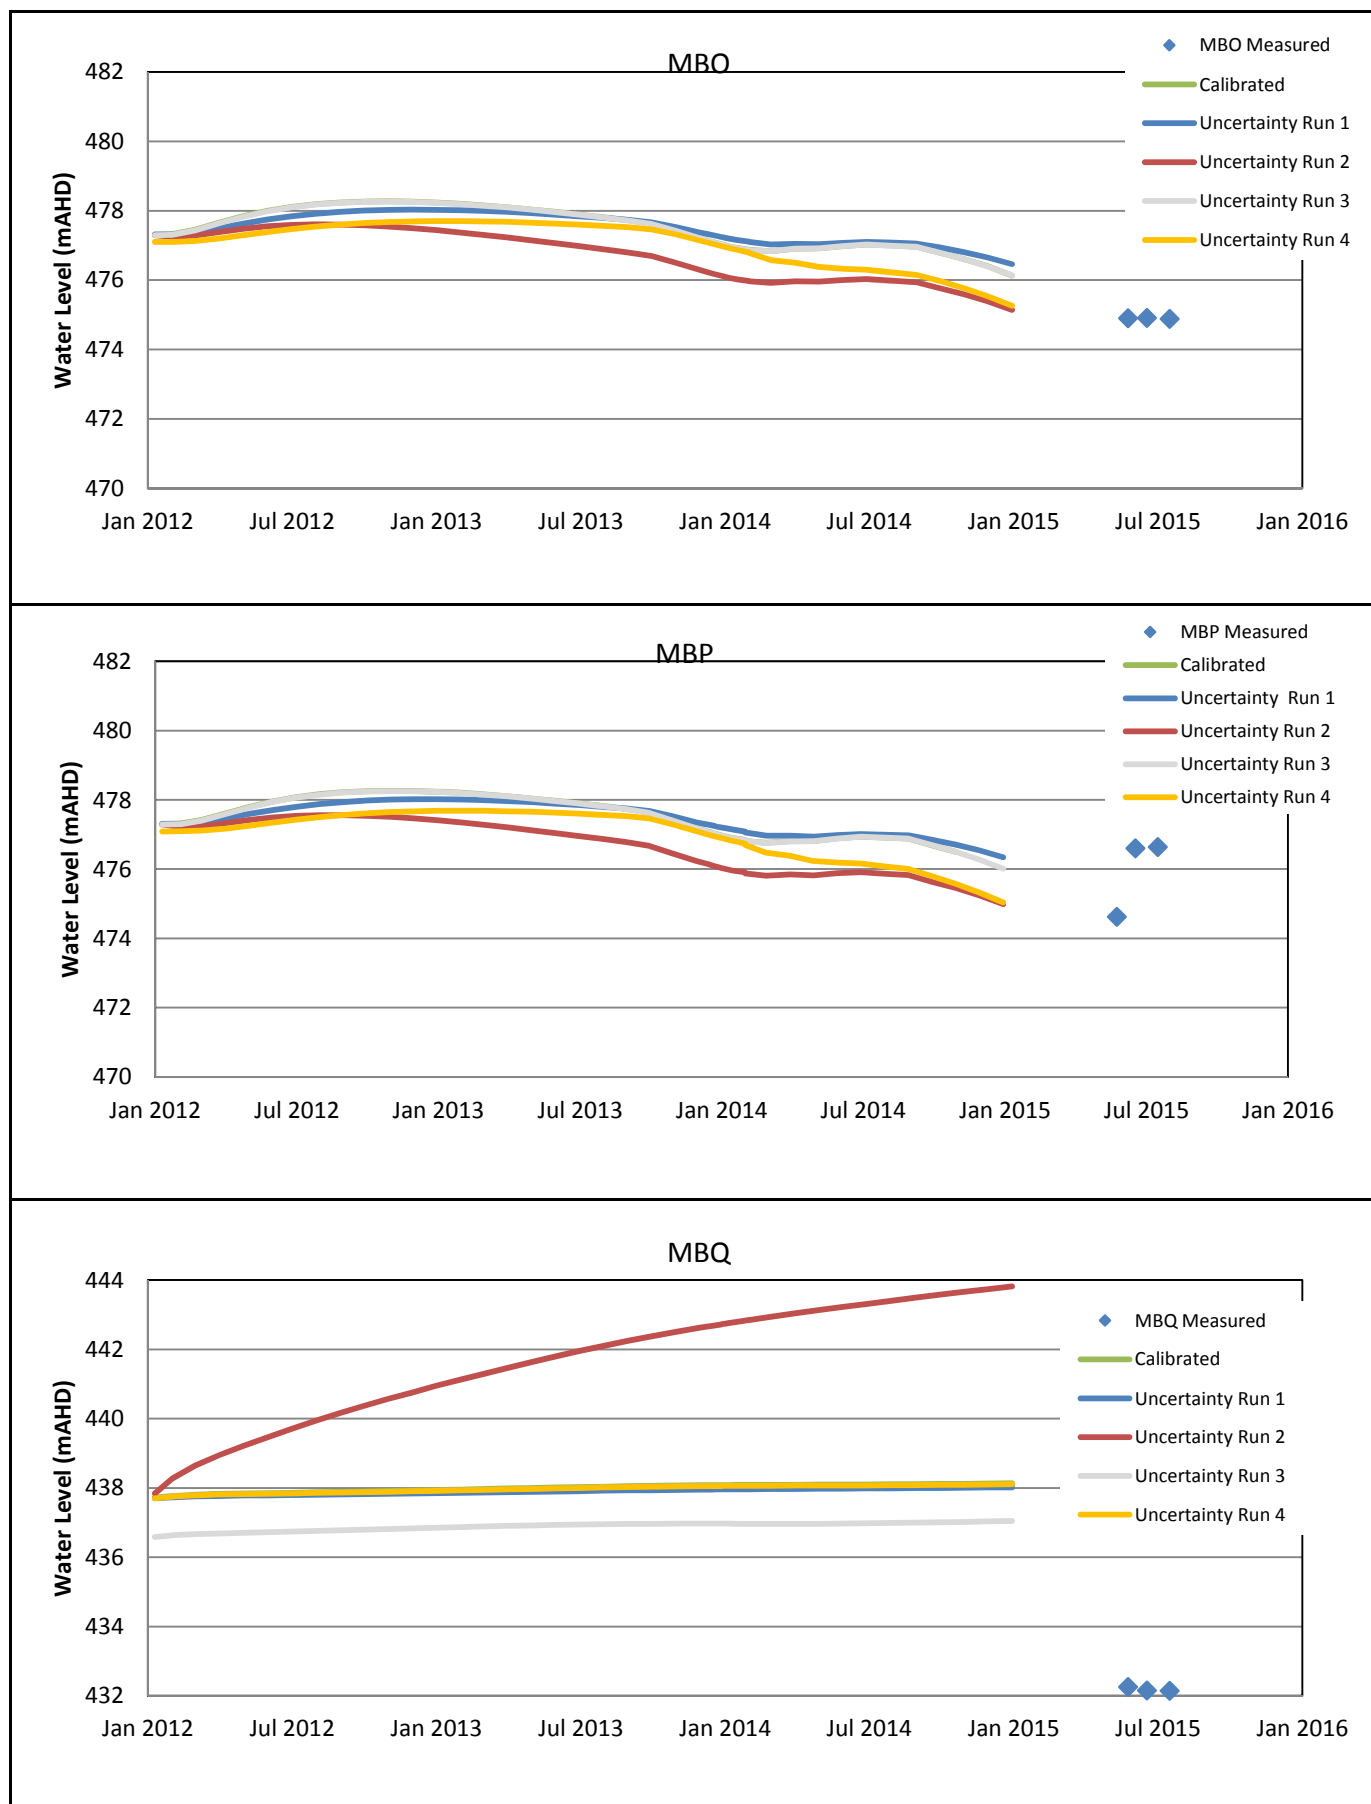 MBO
MBO Measured
Calibrated
Uncertainty Run 1
Uncertainty Run 2
Uncertainty Run 3
Uncertainty Run 4
Water Level (mAHD)
482
480
478
476
474
472
470
Jan 2012 Jul 2012 Jan 2013 Jul 2013 Jan 2014 Jul 2014 Jan 2015 Jul 2015 Jan 2016
MBP
MBP Measured
Calibrated
Uncertainty Run 1
Uncertainty Run 2
Uncertainty Run 3
Uncertainty Run 4
Water Level (mAHD)
482
480
478
476
474
472
470
Jan 2012 Jul 2012 Jan 2013 Jul 2013 Jan 2014 Jul 2014 Jan 2015 Jul 2015 Jan 2016
MBQ
MBQ Measured
Calibrated
Uncertainty Run 1
Uncertainty Run 2
Uncertainty Run 3
Uncertainty Run 4
Water Level (mAHD)
444
442
440
438
436
434
432
Jan 2012 Jul 2012 Jan 2013 Jul 2013 Jan 2014 Jul 2014 Jan 2015 Jul 2015 Jan 2016